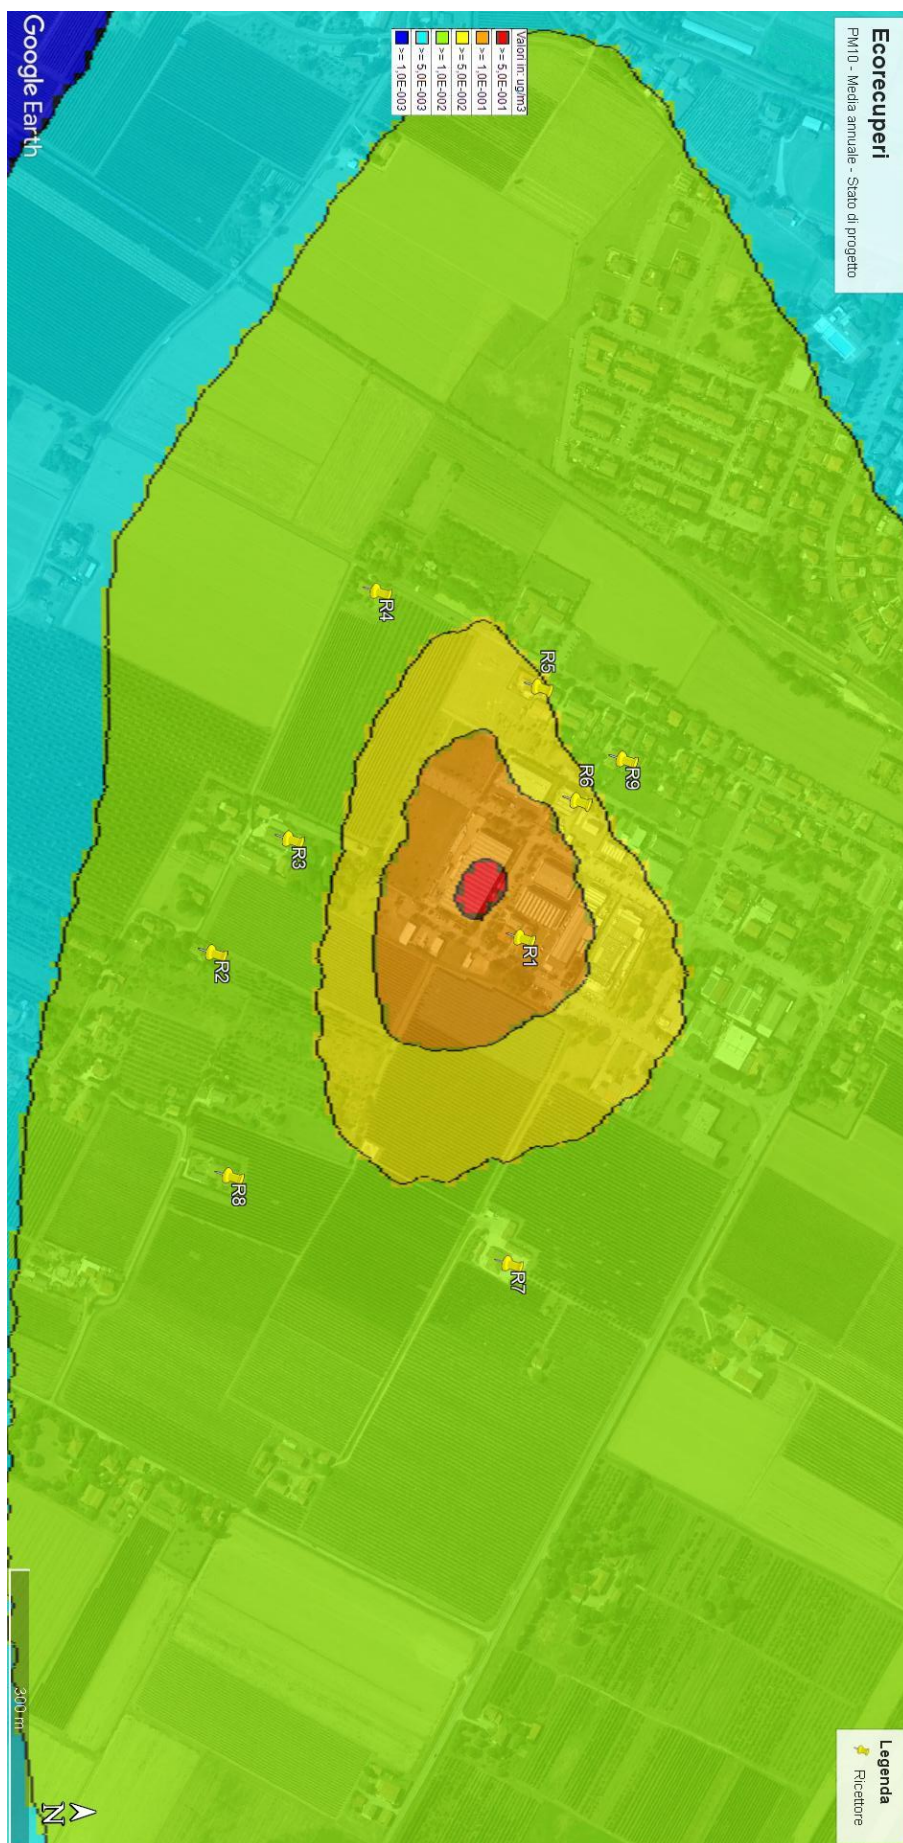 Ecorecuperi
PM10 - Media annuale - Stato di progetto
Legenda
Ricettore
Valori in: ug/m3
>= 5,0E-001
>= 1,0E-001
>= 5,0E-002
>= 1,0E-002
>= 5,0E-003
>= 1,0E-003
R9
R5
R6
R1
R7
R4
R3
R8
R2
Google Earth
300 m
N